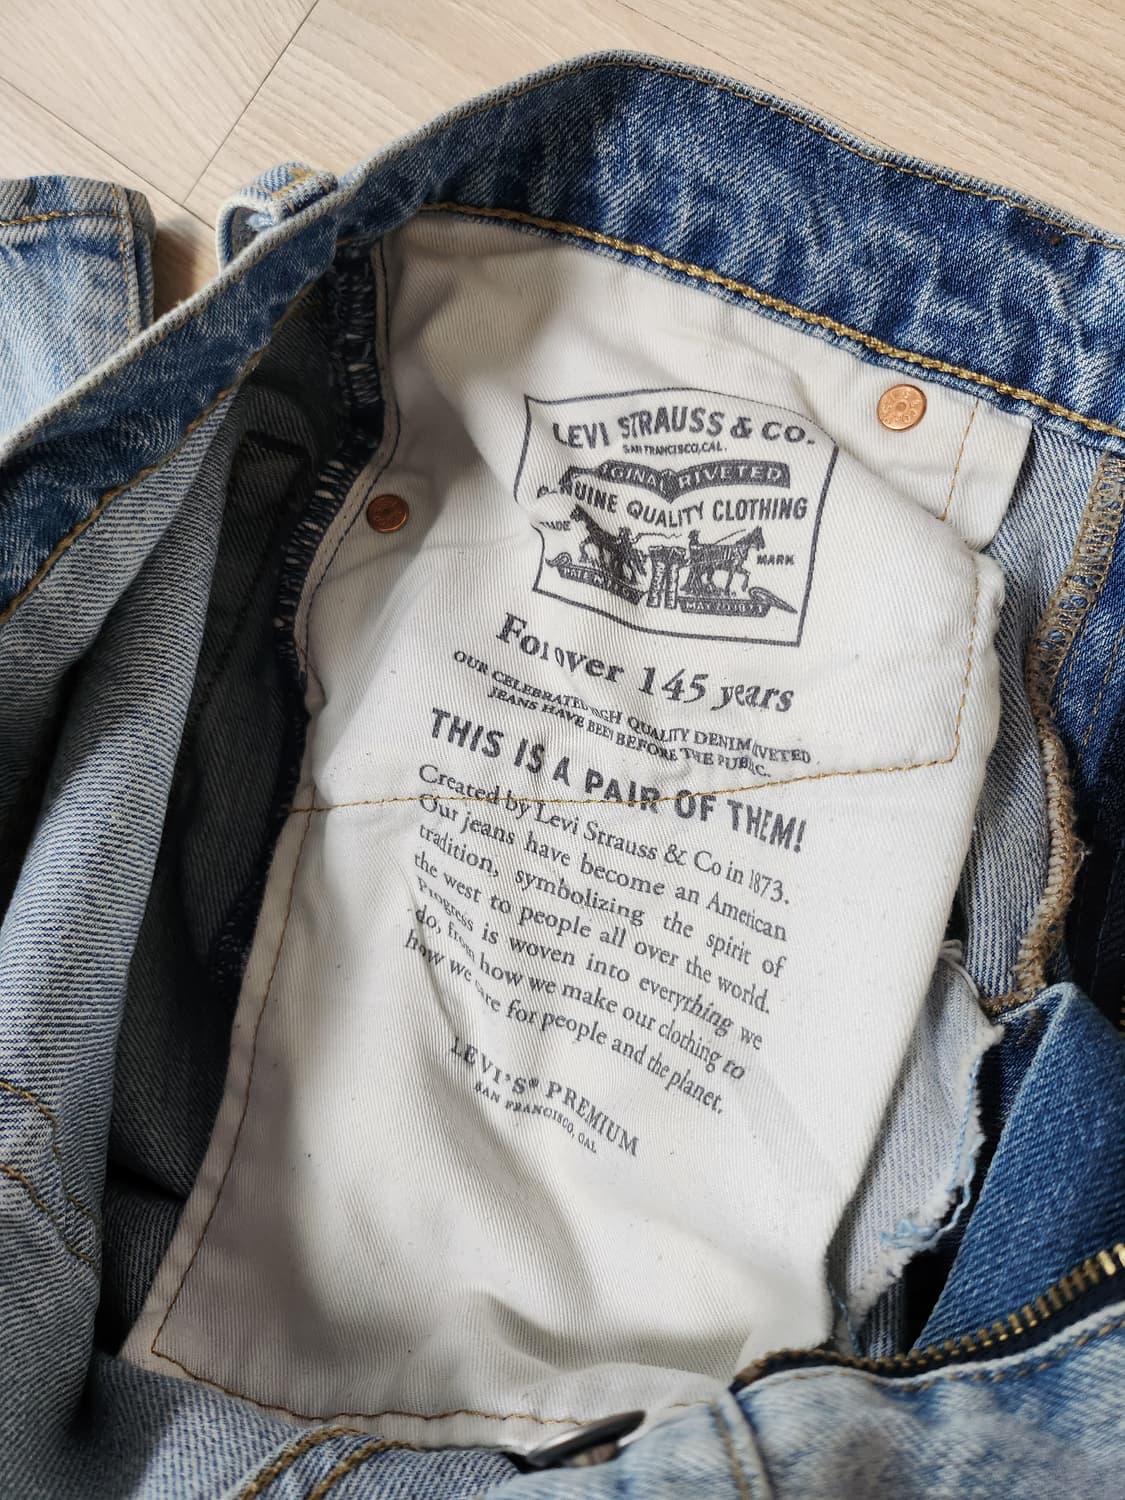 LEVI STRAUSS & CO.
SAN FRANCISCO, CAL.
RIVETED
QUALITY CLOTHING
MARK
over 145 years
OUR CELEBRATED QUALITY DENIM
JEANS HAVE BEEN BEFORE THE PUBLIC.
THIS IS A PAIR OF THEM!
Created by Levi Strauss & Co in 1873.
Our jeans have become an American
tradition, symbolizing the spirit of
the west to people all over the world.
Progress is woven into everything we
do, from how we make our clothing to
how we care for people and the planet.
LEVI'S® PREMIUM
SAN FRANCISCO, CAL